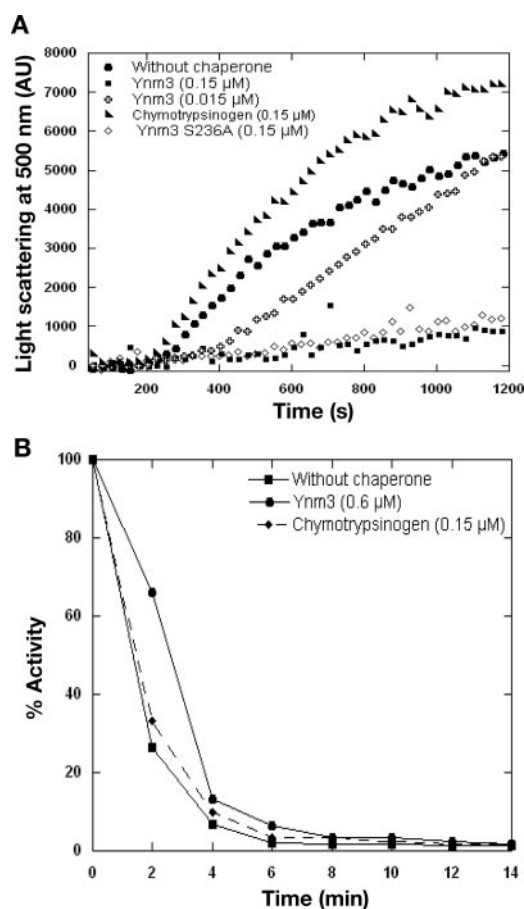 A
8000
7000
6000
5000
4000
3000
2000
1000
0
Light scattering at 500 nm (AU)
Without chaperone
Ynm3 (0.15 µM)
Ynm3 (0.015 µM)
Chymotrypsinogen (0.15 µM)
Ynm3 S236A (0.15 µM)
200 400 600 800 1000 1200
Time (s)
B
100
80
60
40
20
0
% Activity
Without chaperone
Ynm3 (0.6 µM)
Chymotrypsinogen (0.15 µM)
0 2 4 6 8 10 12 14
Time (min)